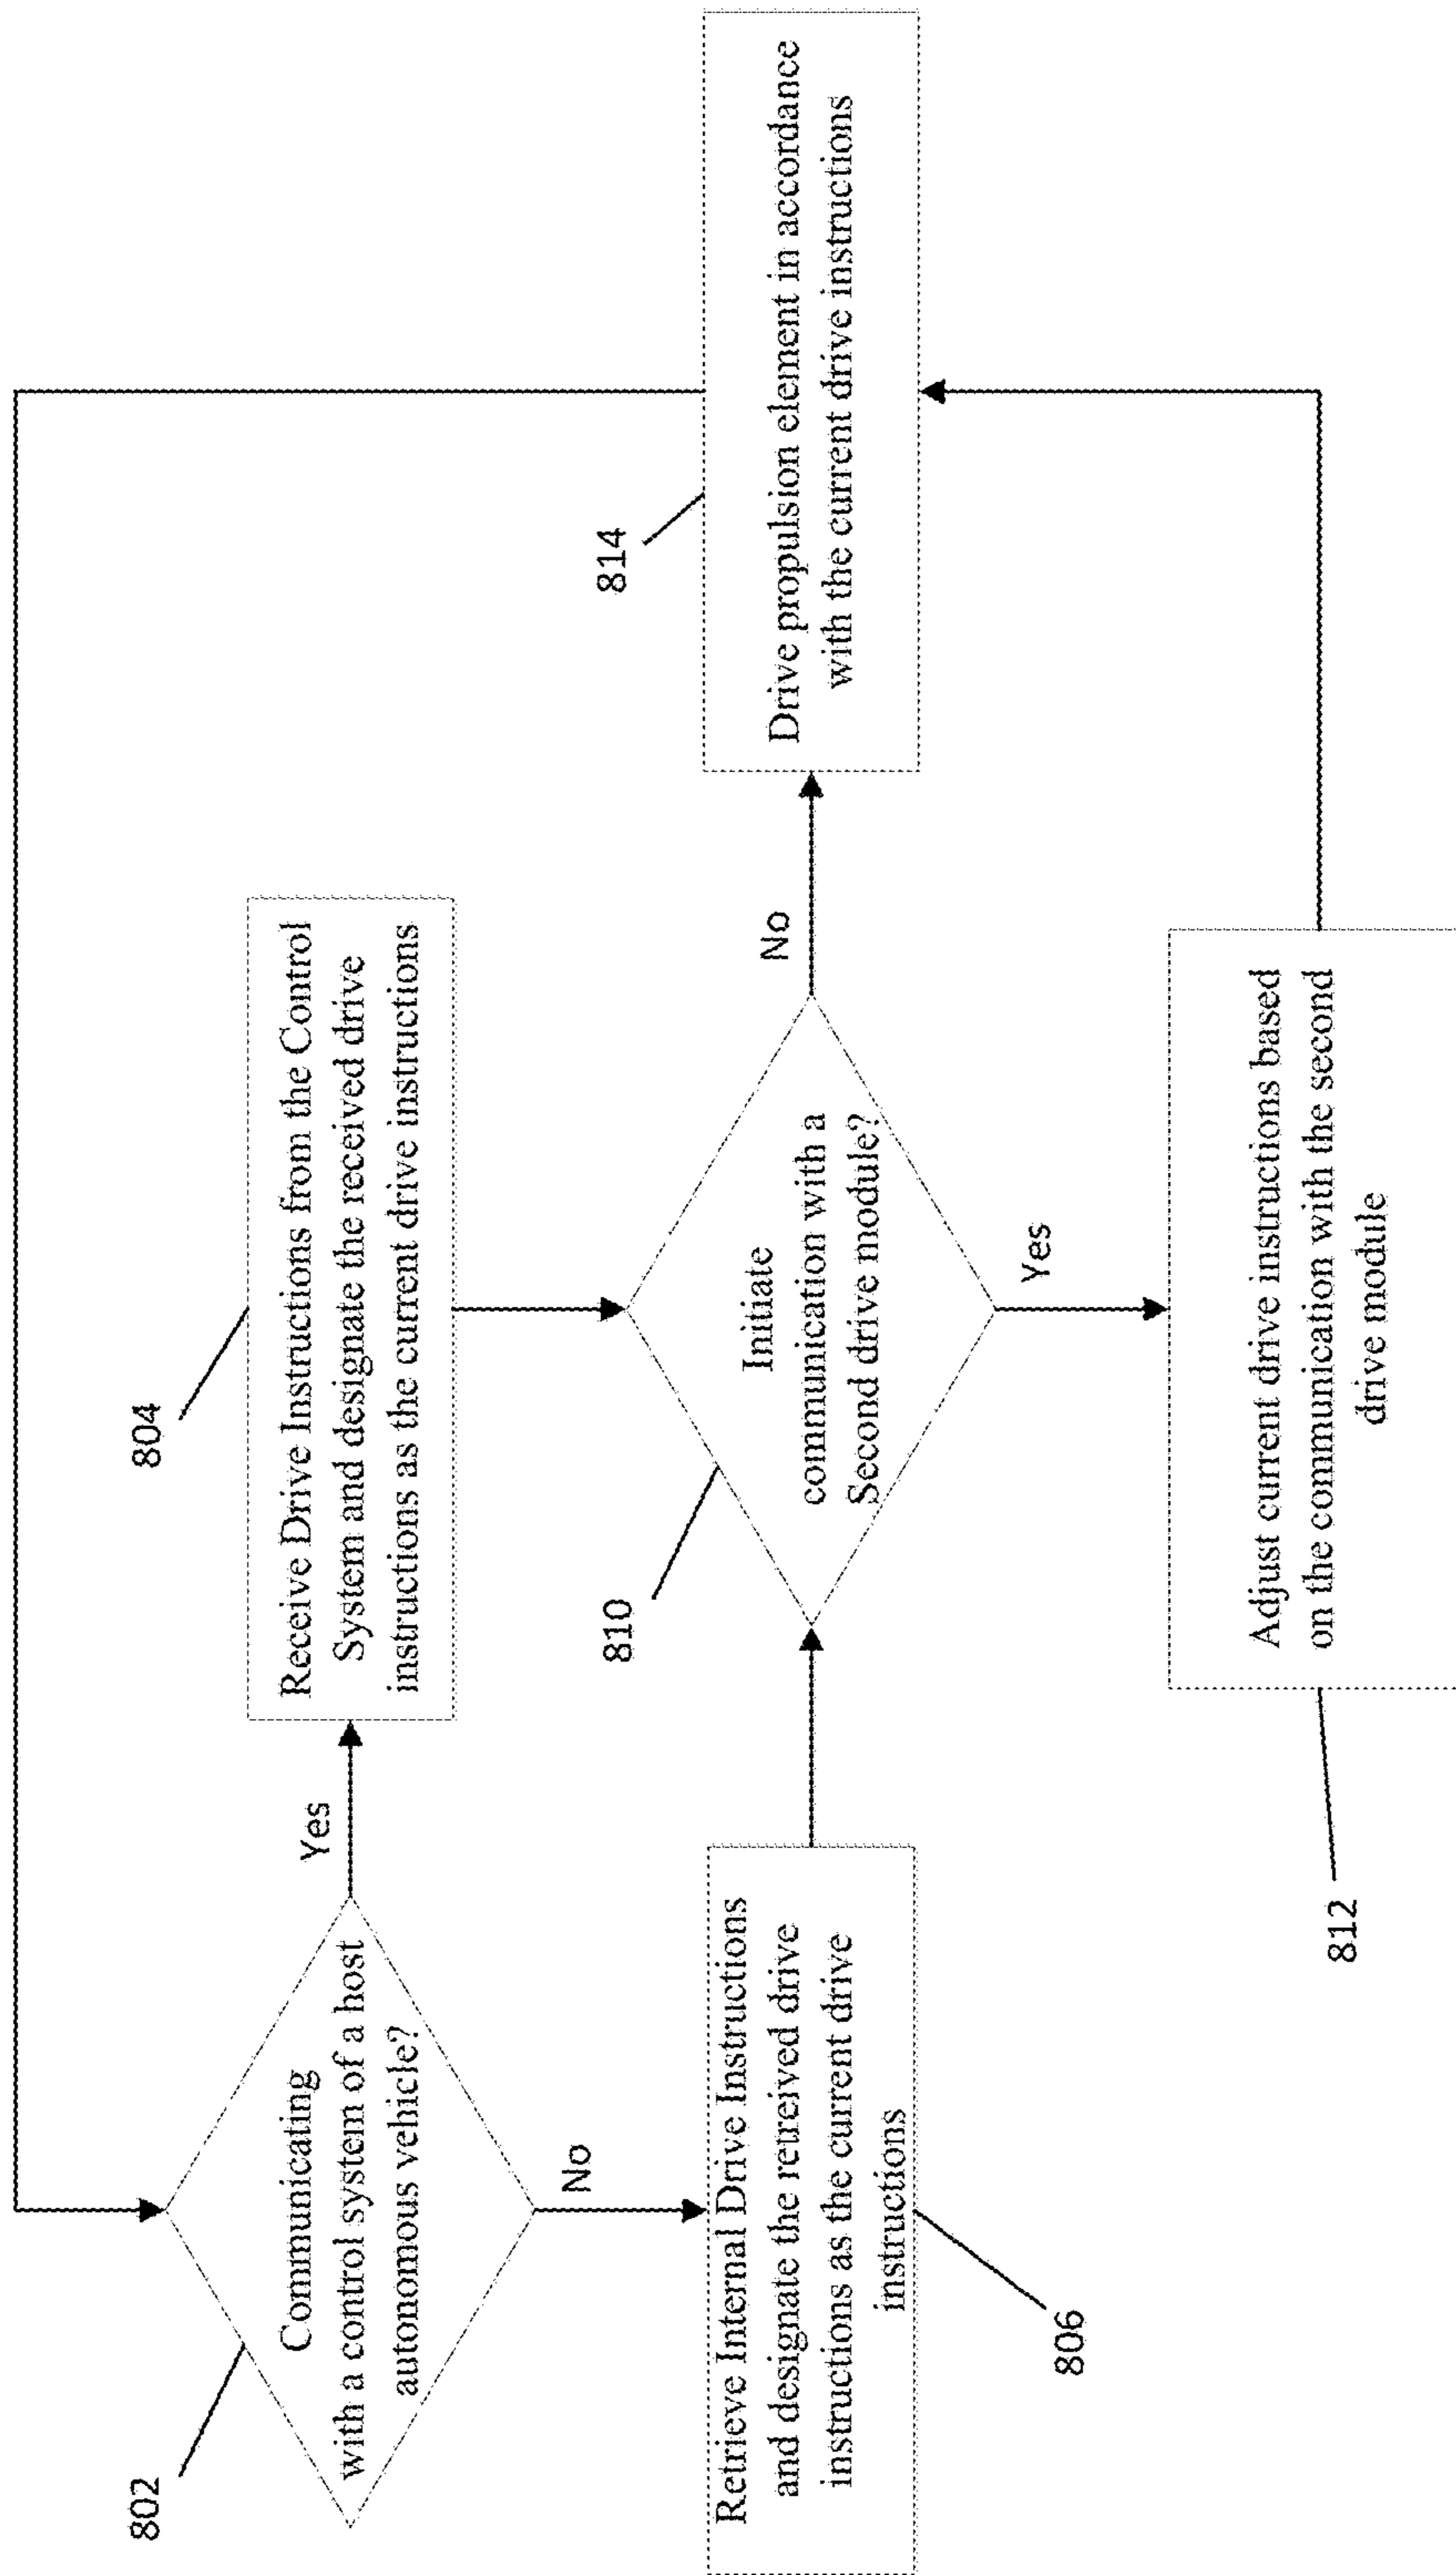 802
Communicating
with a control system of a host
autonomous vehicle?
Yes
No
804
Receive Drive Instructions from the Control
System and designate the received drive
instructions as the current drive instructions
806
Retrieve Internal Drive Instructions
and designate the retreived drive
instructions as the current drive
instructions
810
Initiate
communication with a
Second drive module?
No
Yes
814
Drive propulsion element in accordance
with the current drive instructions
812
Adjust current drive instructions based
on the communication with the second
drive module